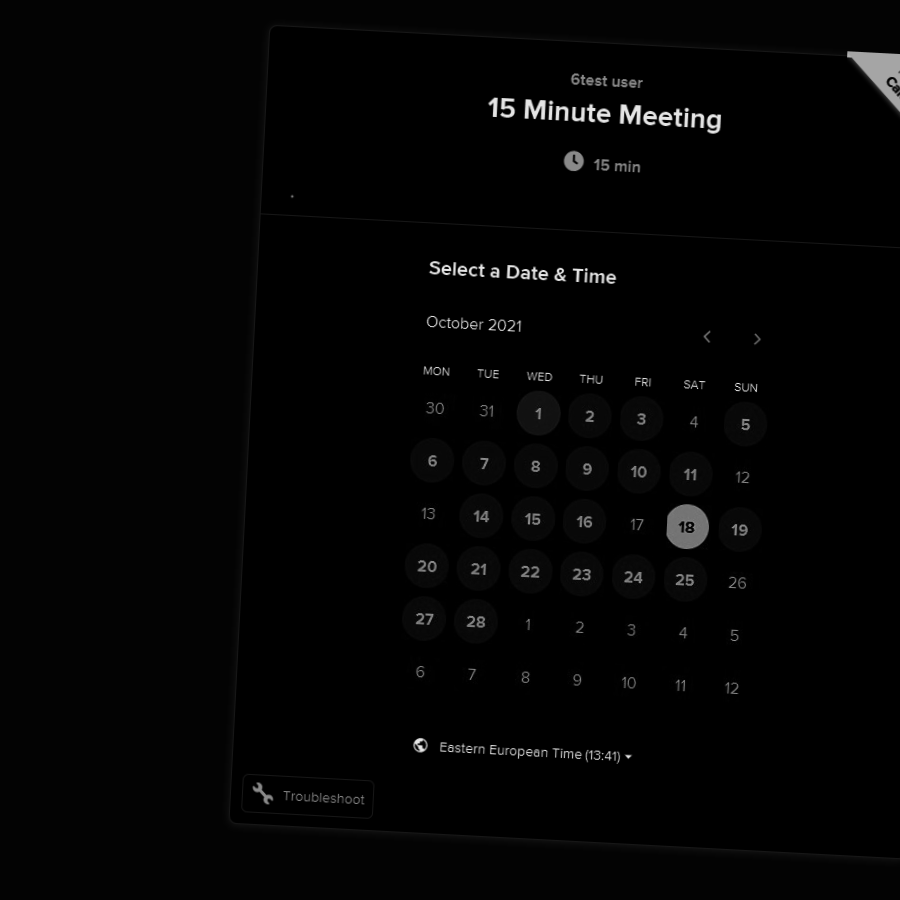 6test user
15 Minute Meeting
15 min
Select a Date & Time
October 2021
MON TUE WED THU FRI SAT SUN
30 31 1 2 3 4 5
6 7 8 9 10 11 12
13 14 15 16 17 18 19
20 21 22 23 24 25 26
27 28 1 2 3 4 5
6 7 8 9 10 11 12
Eastern European Time (13:41)
Troubleshoot